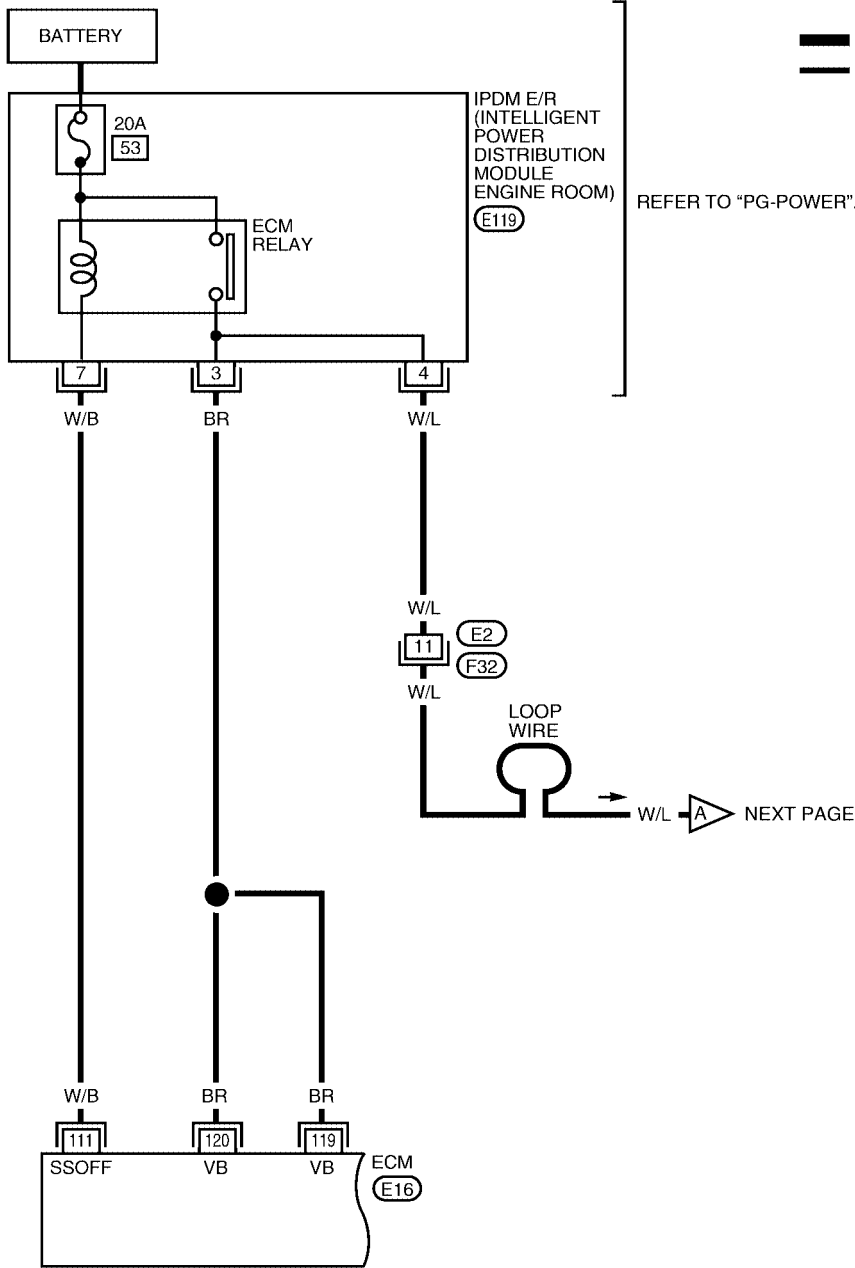 BATTERY
20A
53
IPDM E/R
(INTELLIGENT
POWER
DISTRIBUTION
MODULE
ENGINE ROOM)
E119
REFER TO “PG-POWER”.
ECM
RELAY
7
3
4
W/B
BR
W/L
W/L
11
E2
F32
W/L
LOOP
WIRE
W/L
A
NEXT PAGE
W/B
BR
BR
111
120
119
SSOFF
VB
VB
ECM
E16